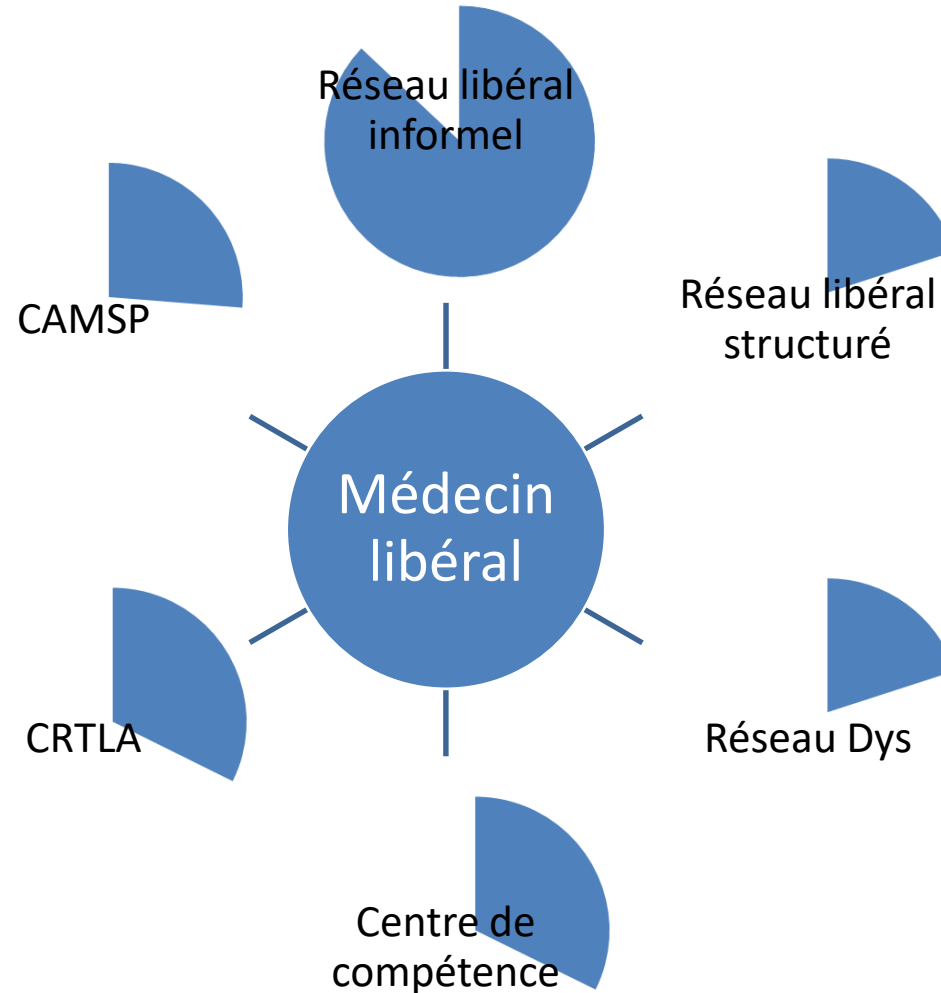 Réseau libéral
informel
CAMSP
Réseau libéral
structuré
Médecin
libéral
CRTLA
Réseau Dys
Centre de
compétence